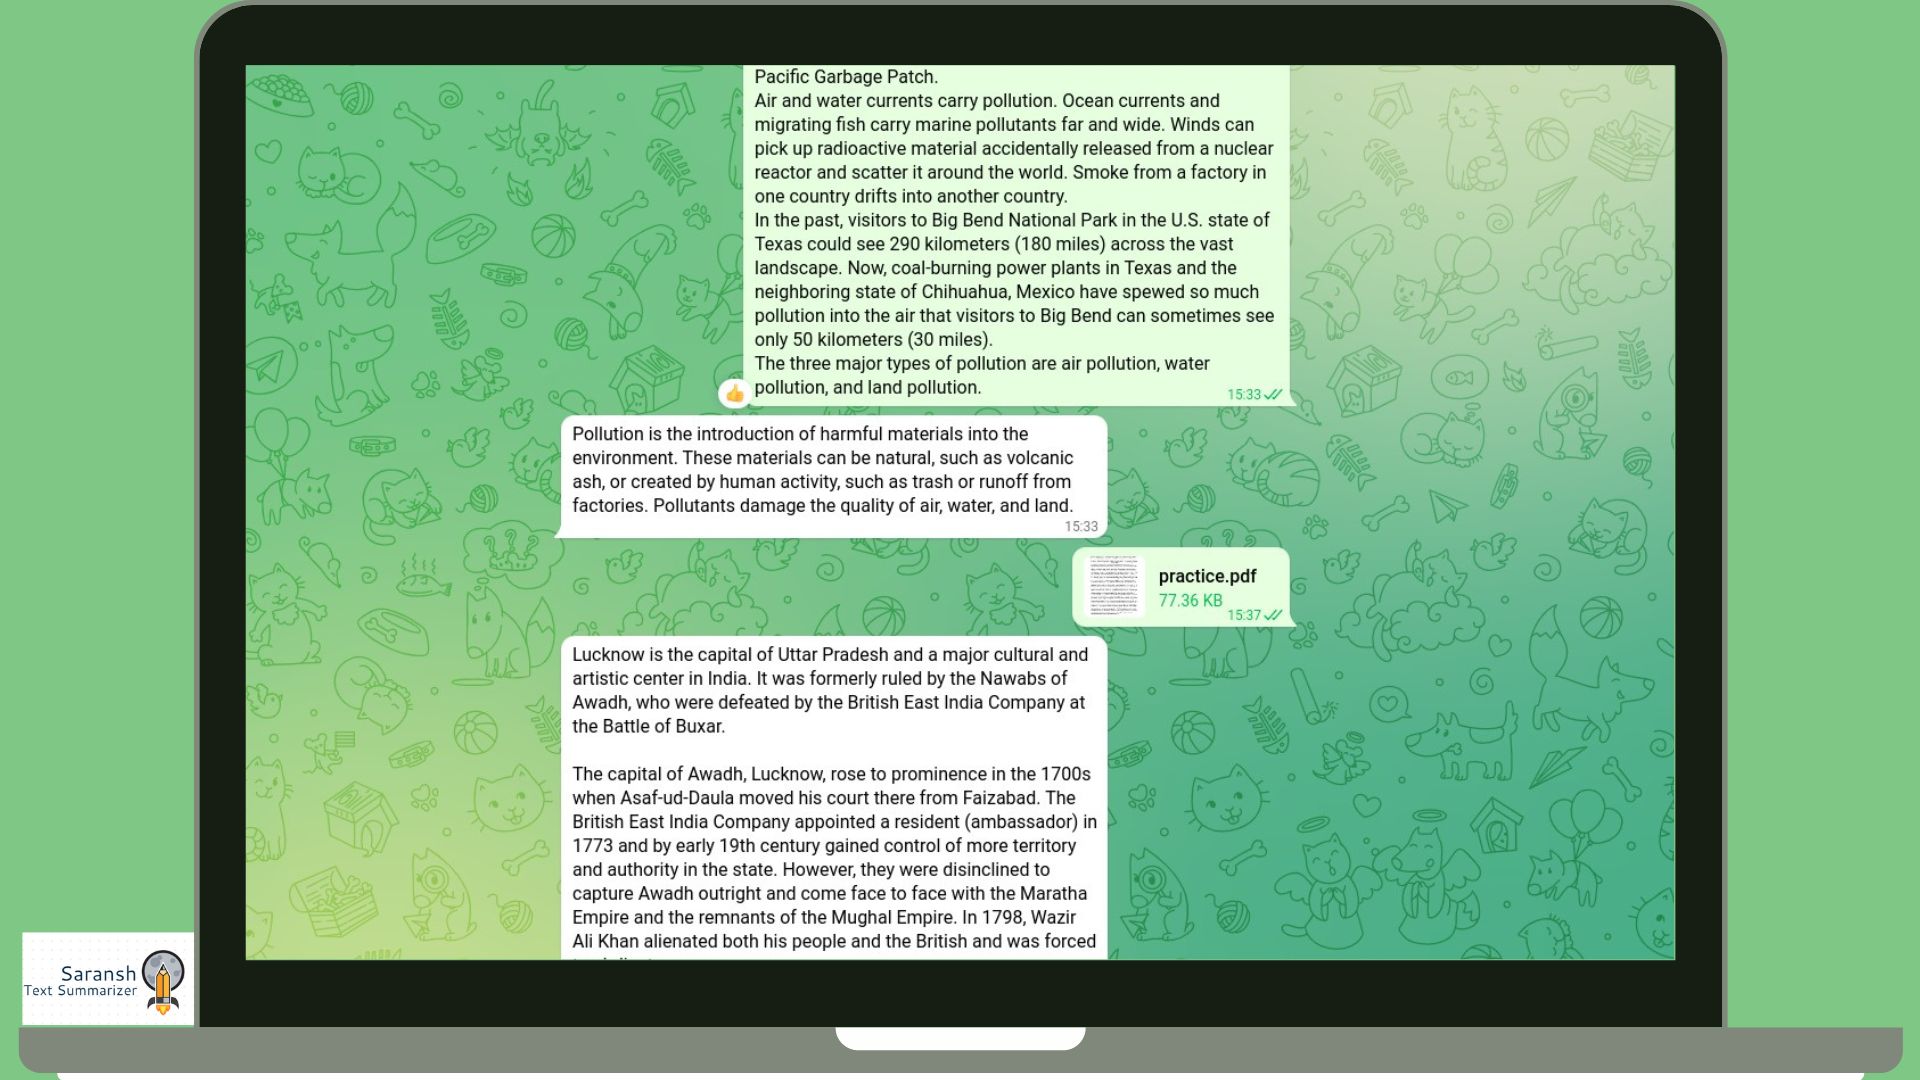 Pacific Garbage Patch.
Air and water currents carry pollution. Ocean currents and
migrating fish carry marine pollutants far and wide. Winds can
pick up radioactive material accidentally released from a nuclear
reactor and scatter it around the world. Smoke from a factory in
one country drifts into another country.
In the past, visitors to Big Bend National Park in the U.S. state of
Texas could see 290 kilometers (180 miles) across the vast
landscape. Now, coal-burning power plants in Texas and the
neighboring state of Chihuahua, Mexico have spewed so much
pollution into the air that visitors to Big Bend can sometimes see
only 50 kilometers (30 miles).
The three major types of pollution are air pollution, water
pollution, and land pollution.
15:33
Pollution is the introduction of harmful materials into the
environment. These materials can be natural, such as volcanic
ash, or created by human activity, such as trash or runoff from
factories. Pollutants damage the quality of air, water, and land.
15:33
practice.pdf
77.36 KB
15:37
Lucknow is the capital of Uttar Pradesh and a major cultural and
artistic center in India. It was formerly ruled by the Nawabs of
Awadh, who were defeated by the British East India Company at
the Battle of Buxar.
The capital of Awadh, Lucknow, rose to prominence in the 1700s
when Asaf-ud-Daula moved his court there from Faizabad. The
British East India Company appointed a resident (ambassador) in
1773 and by early 19th century gained control of more territory
and authority in the state. However, they were disinclined to
capture Awadh outright and come face to face with the Maratha
Empire and the remnants of the Mughal Empire. In 1798, Wazir
Ali Khan alienated both his people and the British and was forced
Saransh
Text Summarizer